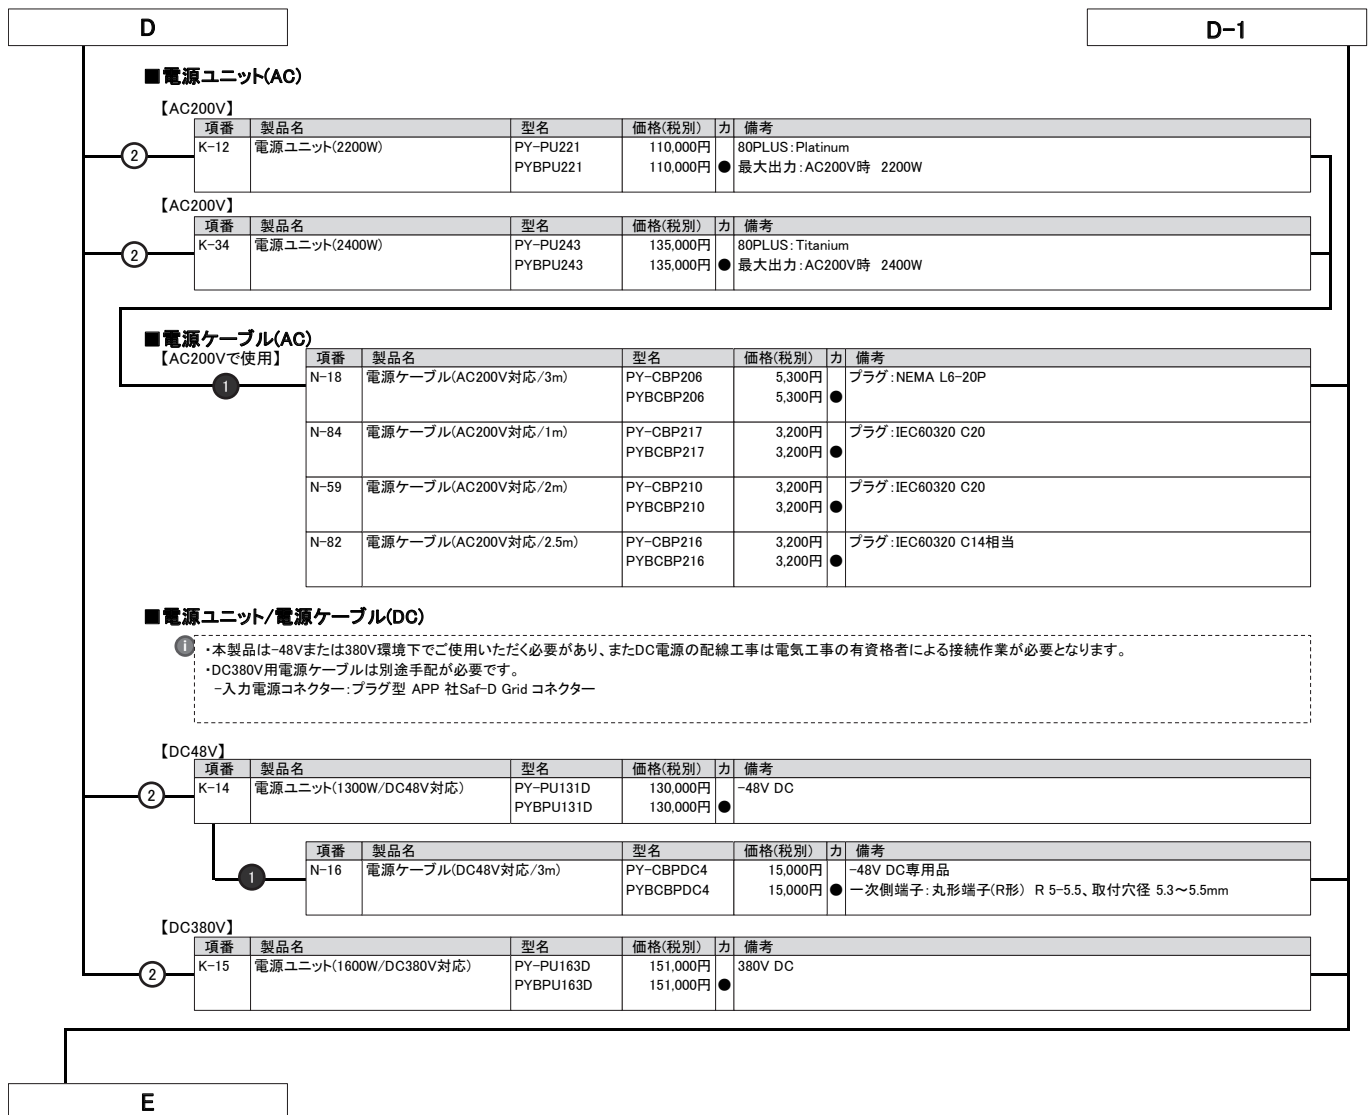 D
D-1
■電源ユニット(AC)
【AC200V】
項番 製品名 型名 価格(税別) カ 備考
② K-12 電源ユニット(2200W) PY-PU221 110,000円 80PLUS：Platinum
PYBPU221 110,000円 ● 最大出力：AC200V時 2200W
【AC200V】
項番 製品名 型名 価格(税別) カ 備考
② K-34 電源ユニット(2400W) PY-PU243 135,000円 80PLUS：Titanium
PYBPU243 135,000円 ● 最大出力：AC200V時 2400W
■電源ケーブル(AC)
【AC200Vで使用】 項番 製品名 型名 価格(税別) カ 備考
❶ N-18 電源ケーブル(AC200V対応/3m) PY-CBP206 5,300円 プラグ：NEMA L6-20P
PYBCBP206 5,300円 ●
N-84 電源ケーブル(AC200V対応/1m) PY-CBP217 3,200円 プラグ：IEC60320 C20
PYBCBP217 3,200円 ●
N-59 電源ケーブル(AC200V対応/2m) PY-CBP210 3,200円 プラグ：IEC60320 C20
PYBCBP210 3,200円 ●
N-82 電源ケーブル(AC200V対応/2.5m) PY-CBP216 3,200円 プラグ：IEC60320 C14相当
PYBCBP216 3,200円 ●
■電源ユニット/電源ケーブル(DC)
i ・本製品は-48Vまたは380V環境下でご使用いただく必要があり、またDC電源の配線工事は電気工事の有資格者による接続作業が必要となります。
・DC380V用電源ケーブルは別途手配が必要です。
-入力電源コネクター：プラグ型 APP 社Saf-D Grid コネクター
【DC48V】
項番 製品名 型名 価格(税別) カ 備考
② K-14 電源ユニット(1300W/DC48V対応) PY-PU131D 130,000円 -48V DC
PYBPU131D 130,000円 ●
項番 製品名 型名 価格(税別) カ 備考
❶ N-16 電源ケーブル(DC48V対応/3m) PY-CBPDC4 15,000円 -48V DC専用品
PYBCBPDC4 15,000円 ● 一次側端子：丸形端子(R形) R 5-5.5、取付穴径 5.3～5.5mm
【DC380V】
項番 製品名 型名 価格(税別) カ 備考
② K-15 電源ユニット(1600W/DC380V対応) PY-PU163D 151,000円 380V DC
PYBPU163D 151,000円 ●
E